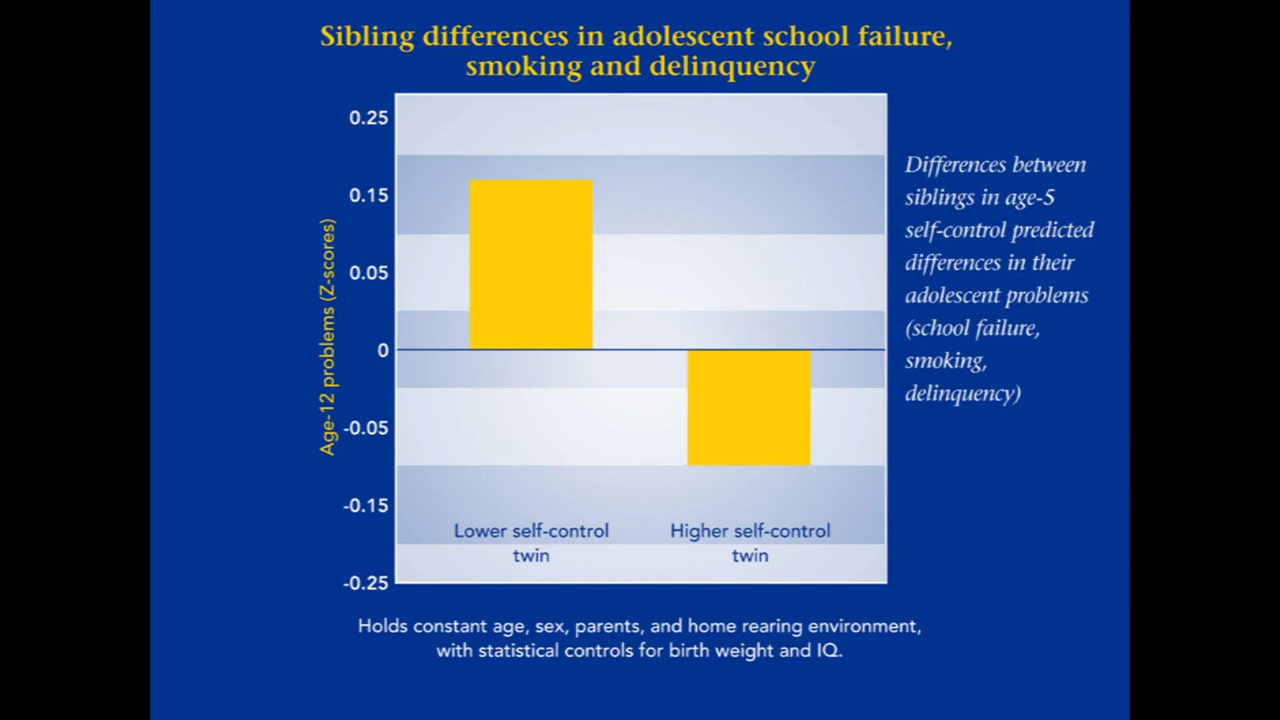 Sibling differences in adolescent school failure,
smoking and delinquency
0.25
0.15
0.05
0
-0.05
-0.15
-0.25
Age-12 problems (Z-scores)
Lower self-control
twin
Higher self-control
twin
Differences between
siblings in age-5
self-control predicted
differences in their
adolescent problems
(school failure,
smoking,
delinquency)
Holds constant age, sex, parents, and home rearing environment,
with statistical controls for birth weight and IQ.